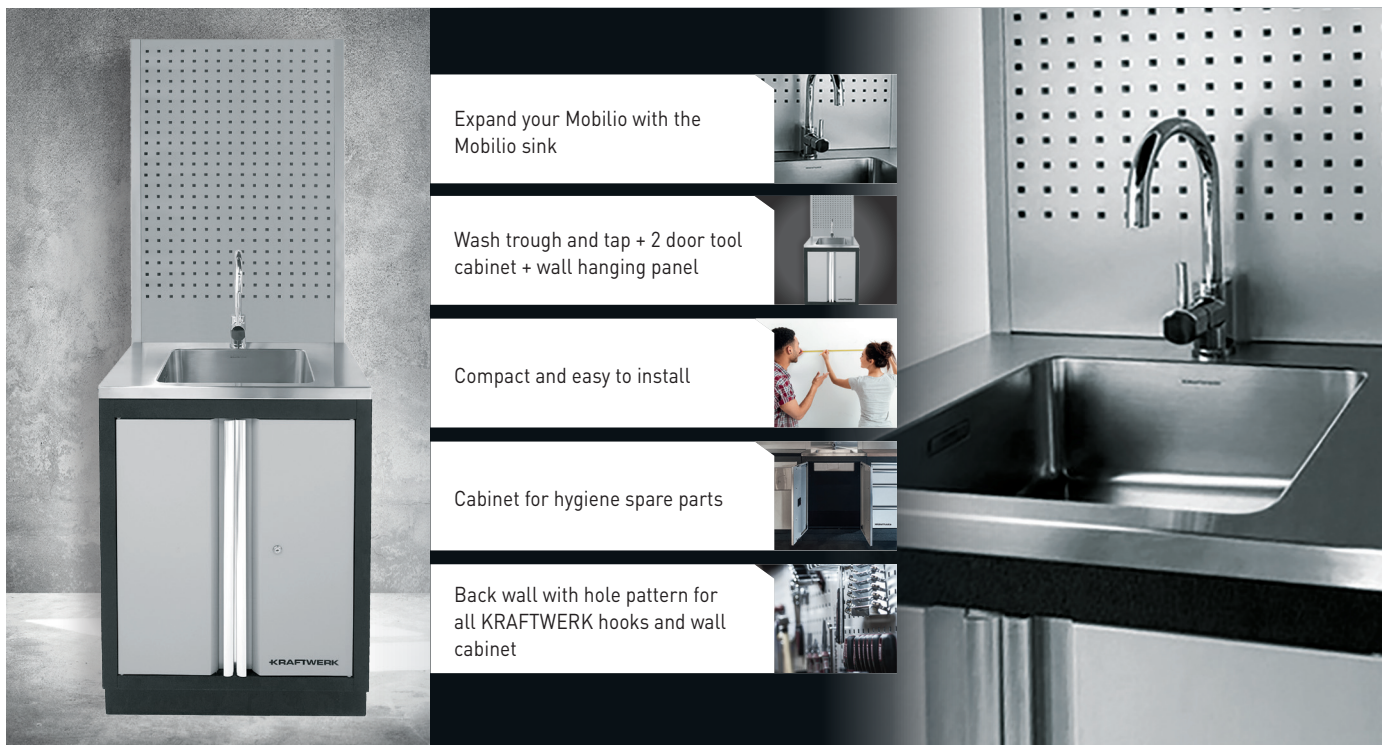 Expand your Mobilio with the
Mobilio sink
Wash trough and tap + 2 door tool
cabinet + wall hanging panel
Compact and easy to install
Cabinet for hygiene spare parts
Back wall with hole pattern for
all KRAFTWERK hooks and wall
cabinet
KRAFTWERK
KRAFTWERK